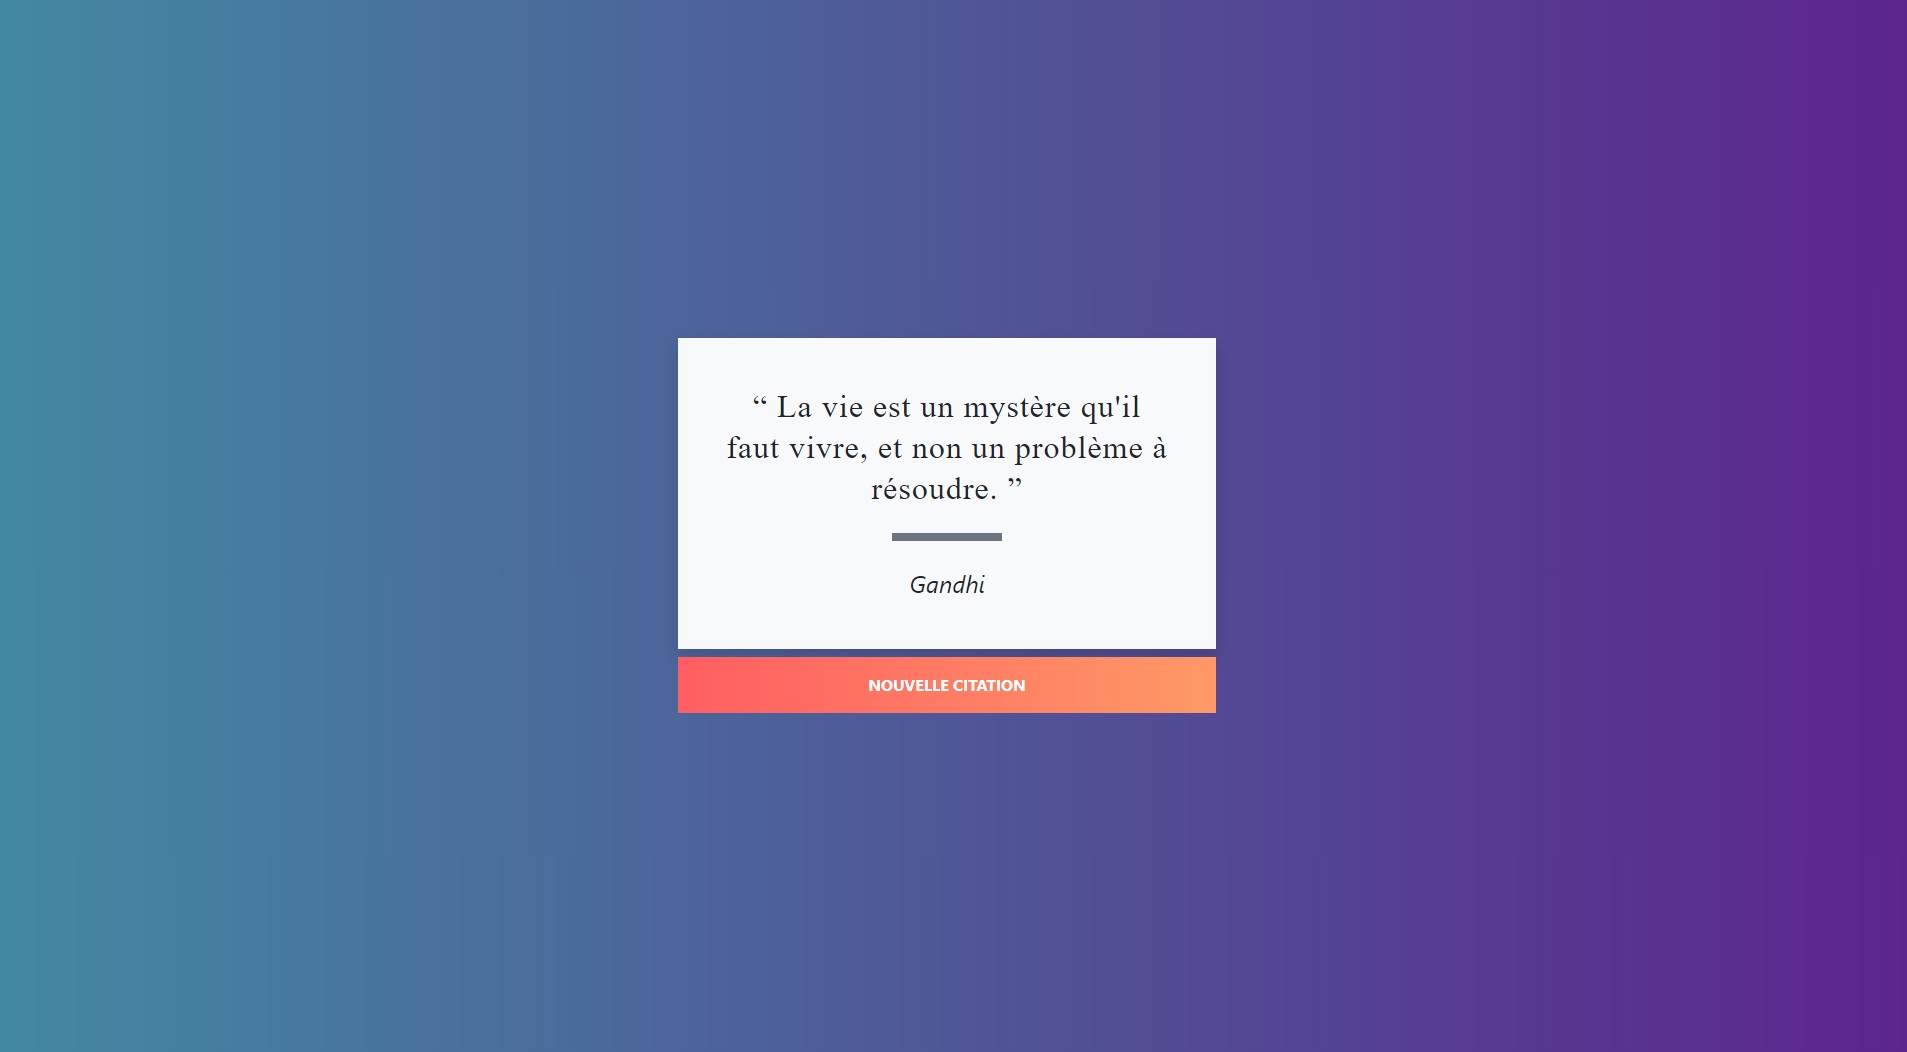 “ La vie est un mystère qu'il
faut vivre, et non un problème à
résoudre. ”
Gandhi
NOUVELLE CITATION